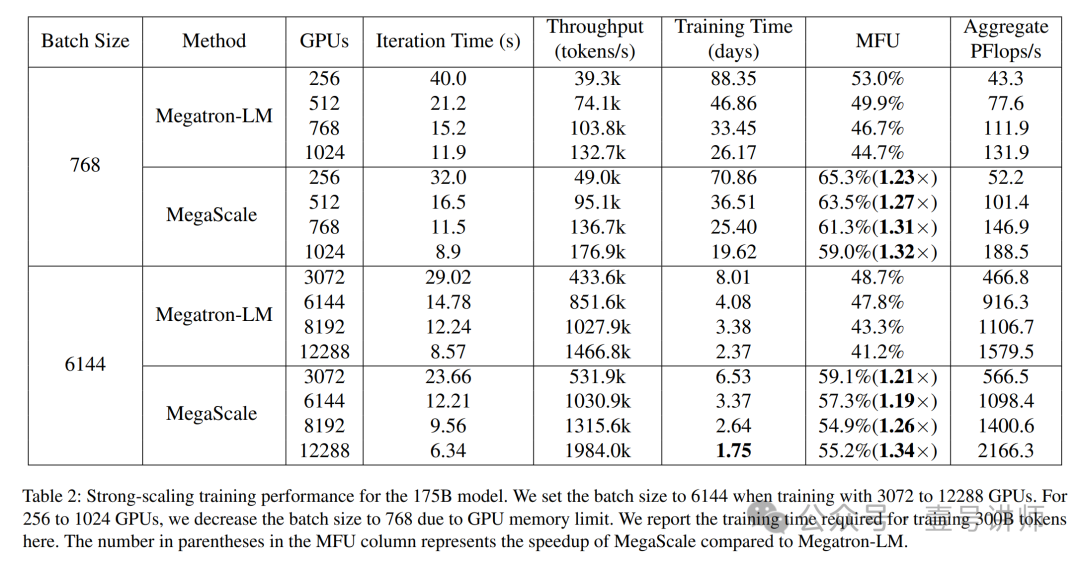 Batch Size Method GPUs Iteration Time (s) Throughput (tokens/s) Training Time (days) MFU Aggregate PFlops/s
768 Megatron-LM 256 40.0 39.3k 88.35 53.0% 43.3
512 21.2 74.1k 46.86 49.9% 77.6
768 15.2 103.8k 33.45 46.7% 111.9
1024 11.9 132.7k 26.17 44.7% 131.9
MegaScale 256 32.0 49.0k 70.86 65.3%(1.23×) 52.2
512 16.5 95.1k 36.51 63.5%(1.27×) 101.4
768 11.5 136.7k 25.40 61.3%(1.31×) 146.9
1024 8.9 176.9k 19.62 59.0%(1.32×) 188.5
6144 Megatron-LM 3072 29.02 433.6k 8.01 48.7% 466.8
6144 14.78 851.6k 4.08 47.8% 916.3
8192 12.24 1027.9k 3.38 43.3% 1106.7
12288 8.57 1466.8k 2.37 41.2% 1579.5
MegaScale 3072 23.66 531.9k 6.53 59.1%(1.21×) 566.5
6144 12.21 1030.9k 3.37 57.3%(1.19×) 1098.4
8192 9.56 1315.6k 2.64 54.9%(1.26×) 1400.6
12288 6.34 1984.0k 1.75 55.2%(1.34×) 2166.3
Table 2: Strong-scaling training performance for the 175B model. We set the batch size to 6144 when training with 3072 to 12288 GPUs. For
256 to 1024 GPUs, we decrease the batch size to 768 due to GPU memory limit. We report the training time required for training 300B tokens
here. The number in parentheses in the MFU column represents the speedup of MegaScale compared to Megatron-LM.
公众号 · 壹号讲师